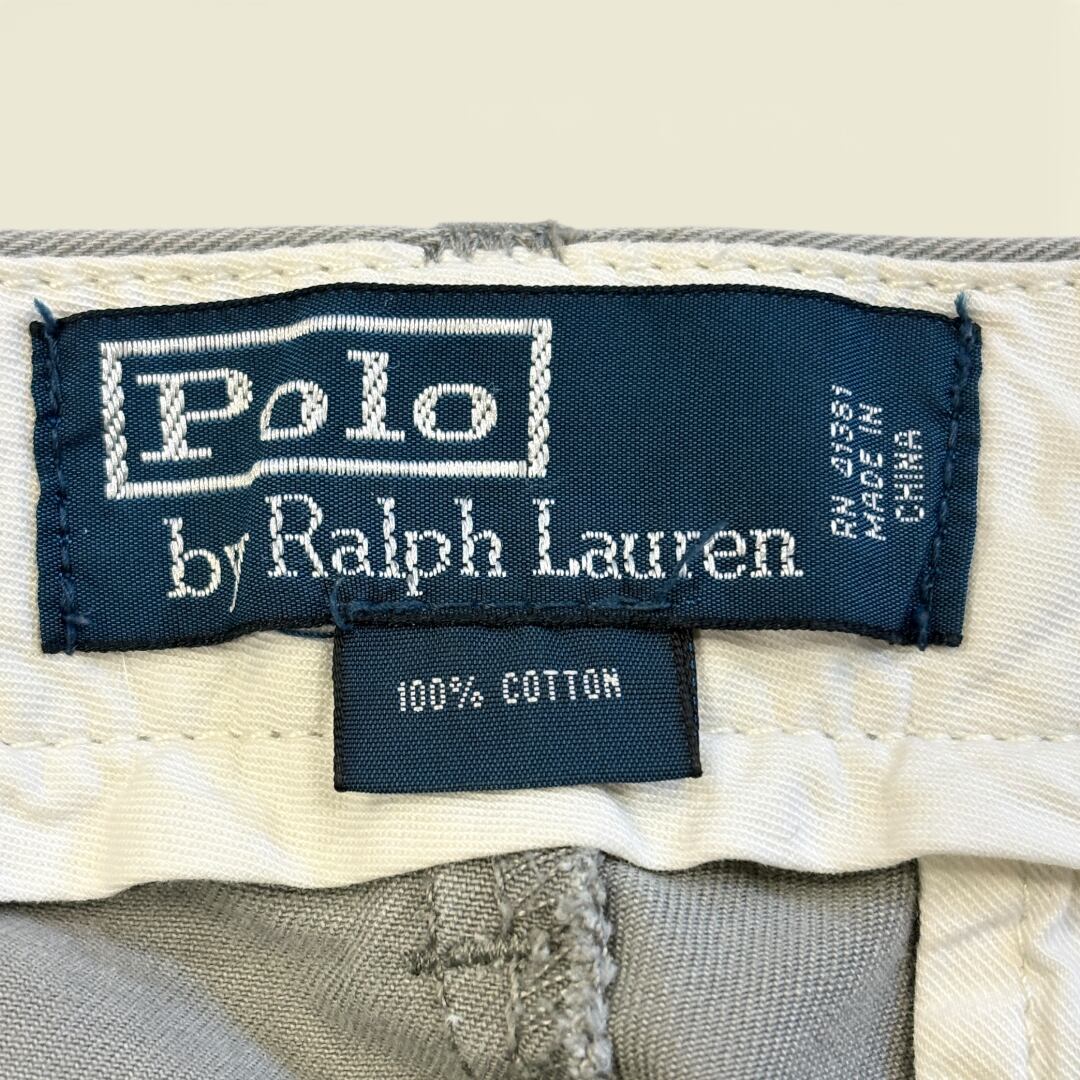 Polo
by Ralph Lauren
RN 41381
MADE IN
CHINA
100% COTTON